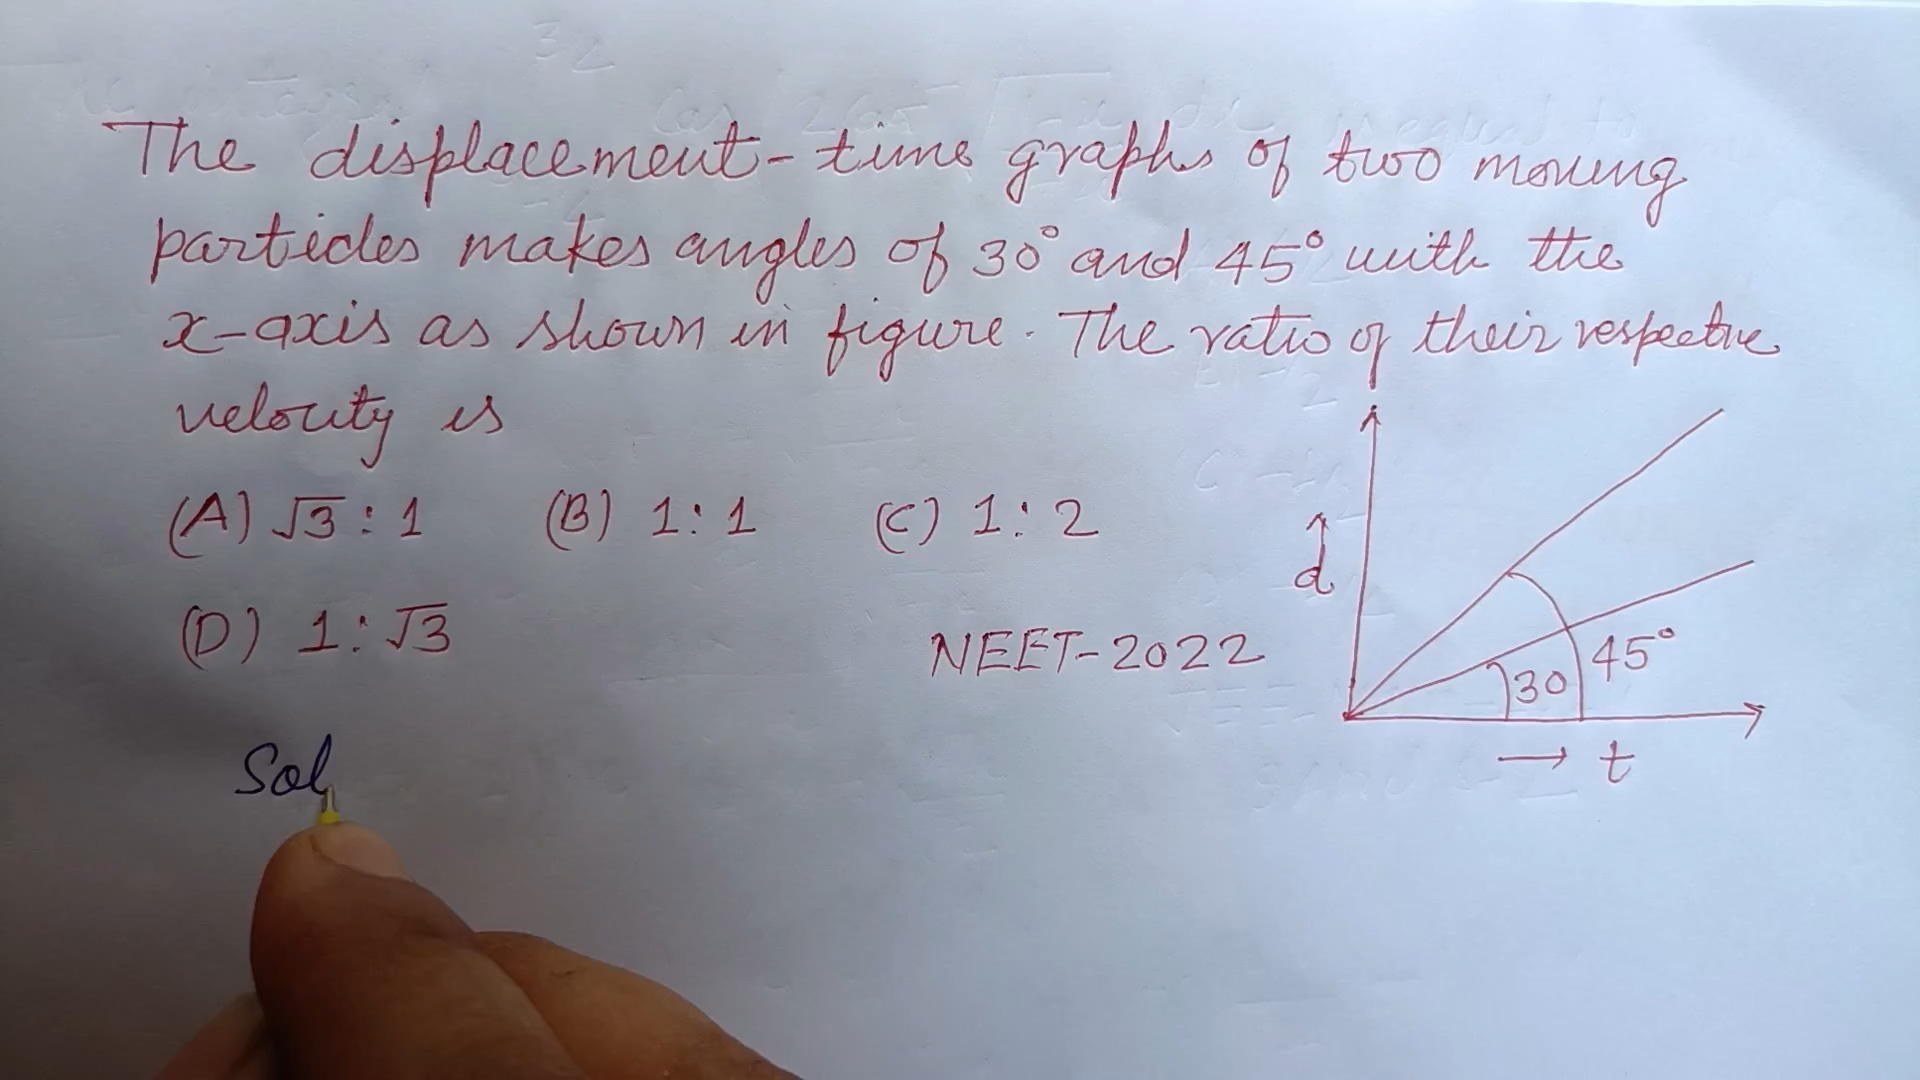 The displacement-time graphs of two moving
particles makes angles of 30° and 45° with the
x-axis as shown in figure. The ratio of their respective
velocity is
(A) √3 : 1 (B) 1 : 1 (C) 1 : 2
(D) 1 : √3
NEET-2022
d
45°
30
→ t
Sol